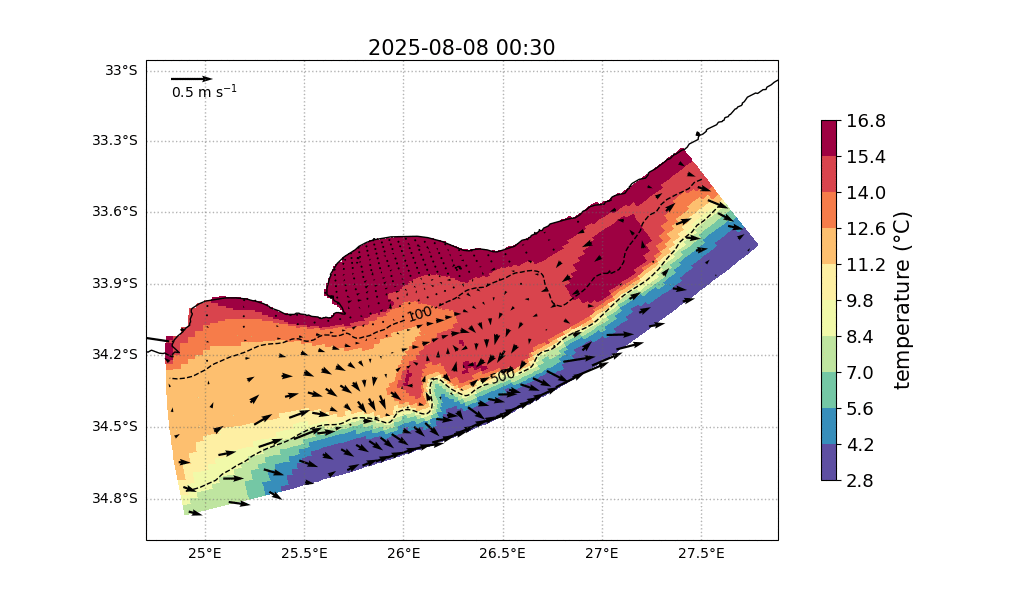 2025-08-08 00:30
0.5 m s⁻¹
33°S
33.3°S
33.6°S
33.9°S
34.2°S
34.5°S
34.8°S
100
500
25°E 25.5°E 26°E 26.5°E 27°E 27.5°E
16.8
15.4
14.0
12.6
11.2
9.8
8.4
7.0
5.6
4.2
2.8
temperature (°C)